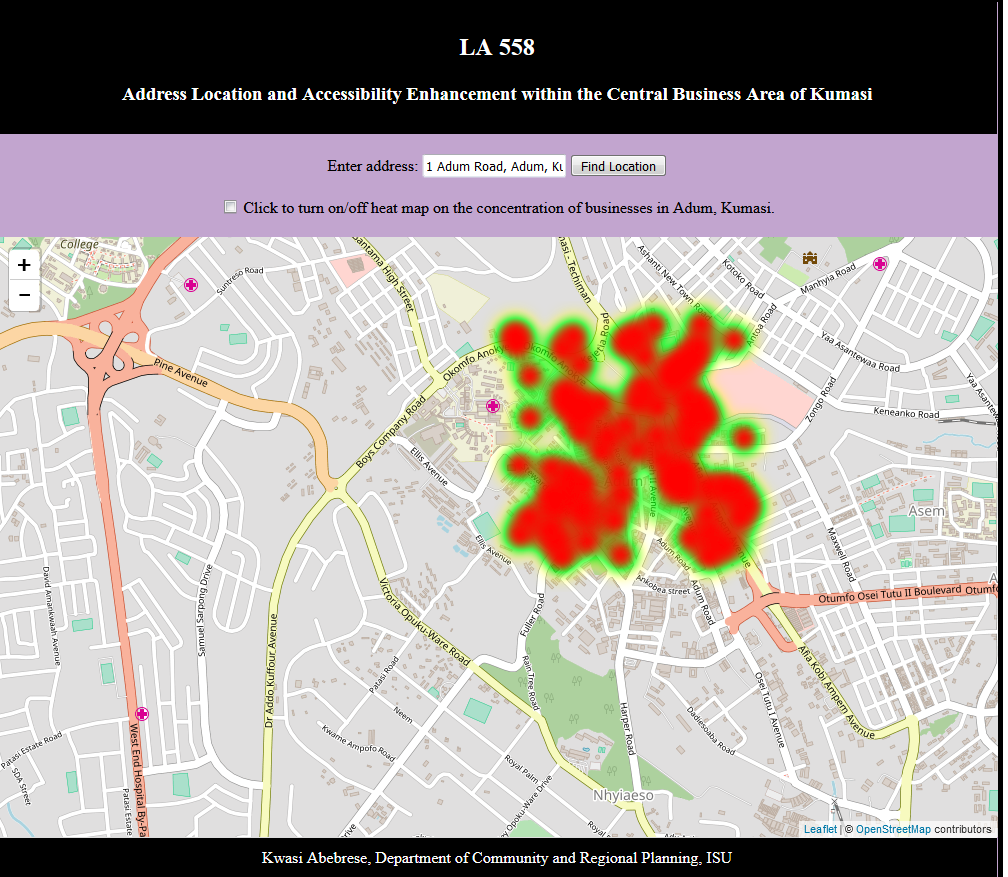 LA 558
Address Location and Accessibility Enhancement within the Central Business Area of Kumasi
Enter address: 1 Adum Road, Adum, Ku
Find Location
Click to turn on/off heat map on the concentration of businesses in Adum, Kumasi.
+
−
College
Suntreso Road
Bantama High Street
Kumasi - Techiman
Road
Ashanti New Town Road
Kotoko Road
Manhyia Road
Antoa Road
Yaa Asantewaa Road
Yaa Asantewaa
Zongo Road
Keneanko Road
Pine Avenue
Okomfo Anoky
Boys Company Road
Ellis Avenue
Ellis Avenue
Asem
Maxwell Road
Adum Road
Adum Road
Ankobea street
Fuller Road
Otumfo Osei Tutu II Boulevard
Otumfo
David Amankwaah Avenue
Samuel Sarpong Drive
Victoria Opuku-Ware Road
Dr Addo Kuffour Avenue
Rain Tree Road
Afia Kobi Ampem Avenue
Osei Tutu I Avenue
Patasi Road
Neem
Harper Road
Dadiesoaba Road
Kwame Ampofo Road
Royal Palm
Patasi Estate Road
SDA Street
West End Hospital By-Pa
Patasi Estate
Nhyiaeso
Opoku-Ware Drive
Drive
Royal
Leaflet | © OpenStreetMap contributors
Kwasi Abebrese, Department of Community and Regional Planning, ISU